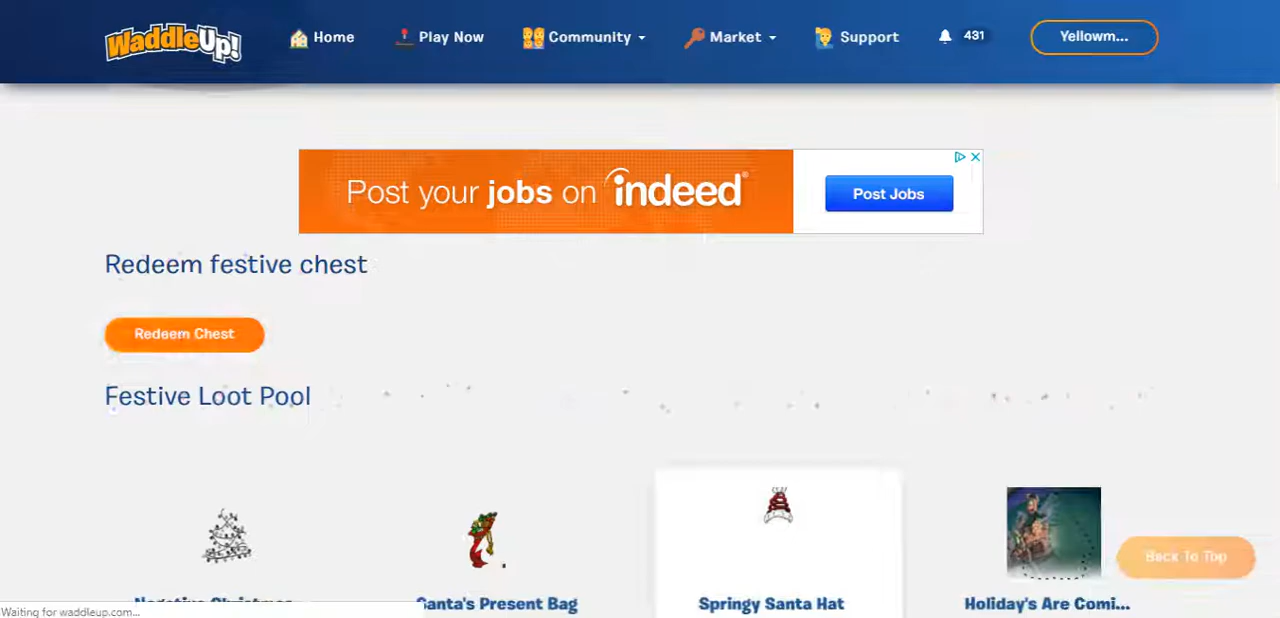 WaddleUp!
Home
Play Now
Community
Market
Support
431
Yellowm...
Post your jobs on indeed
Post Jobs
Redeem festive chest
Redeem Chest
Festive Loot Pool
Negative Christmas
Santa's Present Bag
Springy Santa Hat
Holiday's Are Comi...
Back To Top
Waiting for waddleup.com...